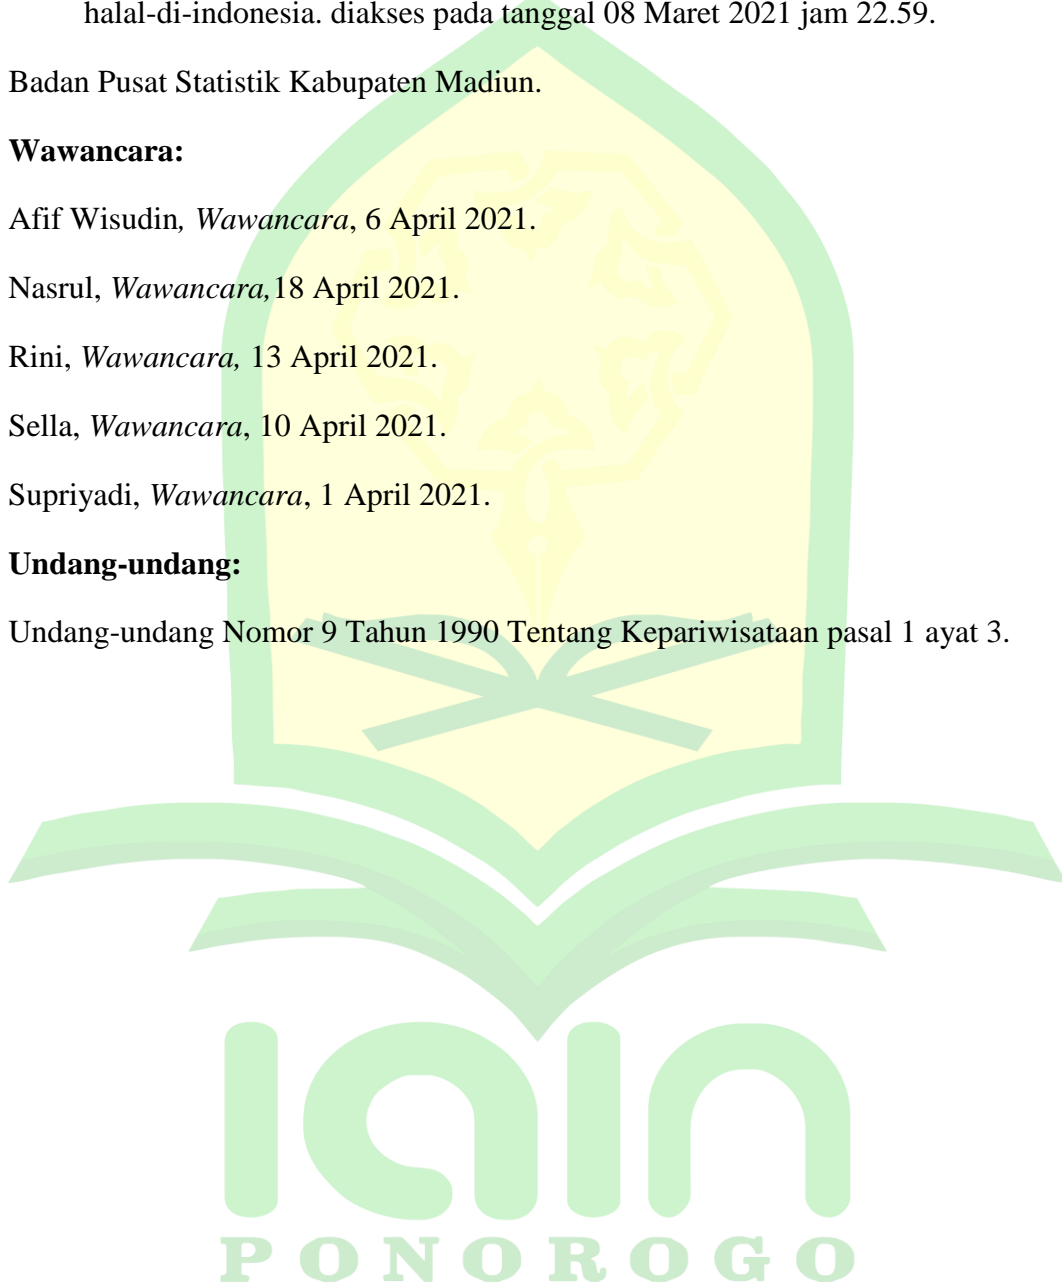 halal-di-indonesia. diakses pada tanggal 08 Maret 2021 jam 22.59.
Badan Pusat Statistik Kabupaten Madiun.
Wawancara:
Afif Wisudin, Wawancara, 6 April 2021.
Nasrul, Wawancara,18 April 2021.
Rini, Wawancara, 13 April 2021.
Sella, Wawancara, 10 April 2021.
Supriyadi, Wawancara, 1 April 2021.
Undang-undang:
Undang-undang Nomor 9 Tahun 1990 Tentang Kepariwisataan pasal 1 ayat 3.
iain
PONOROGO